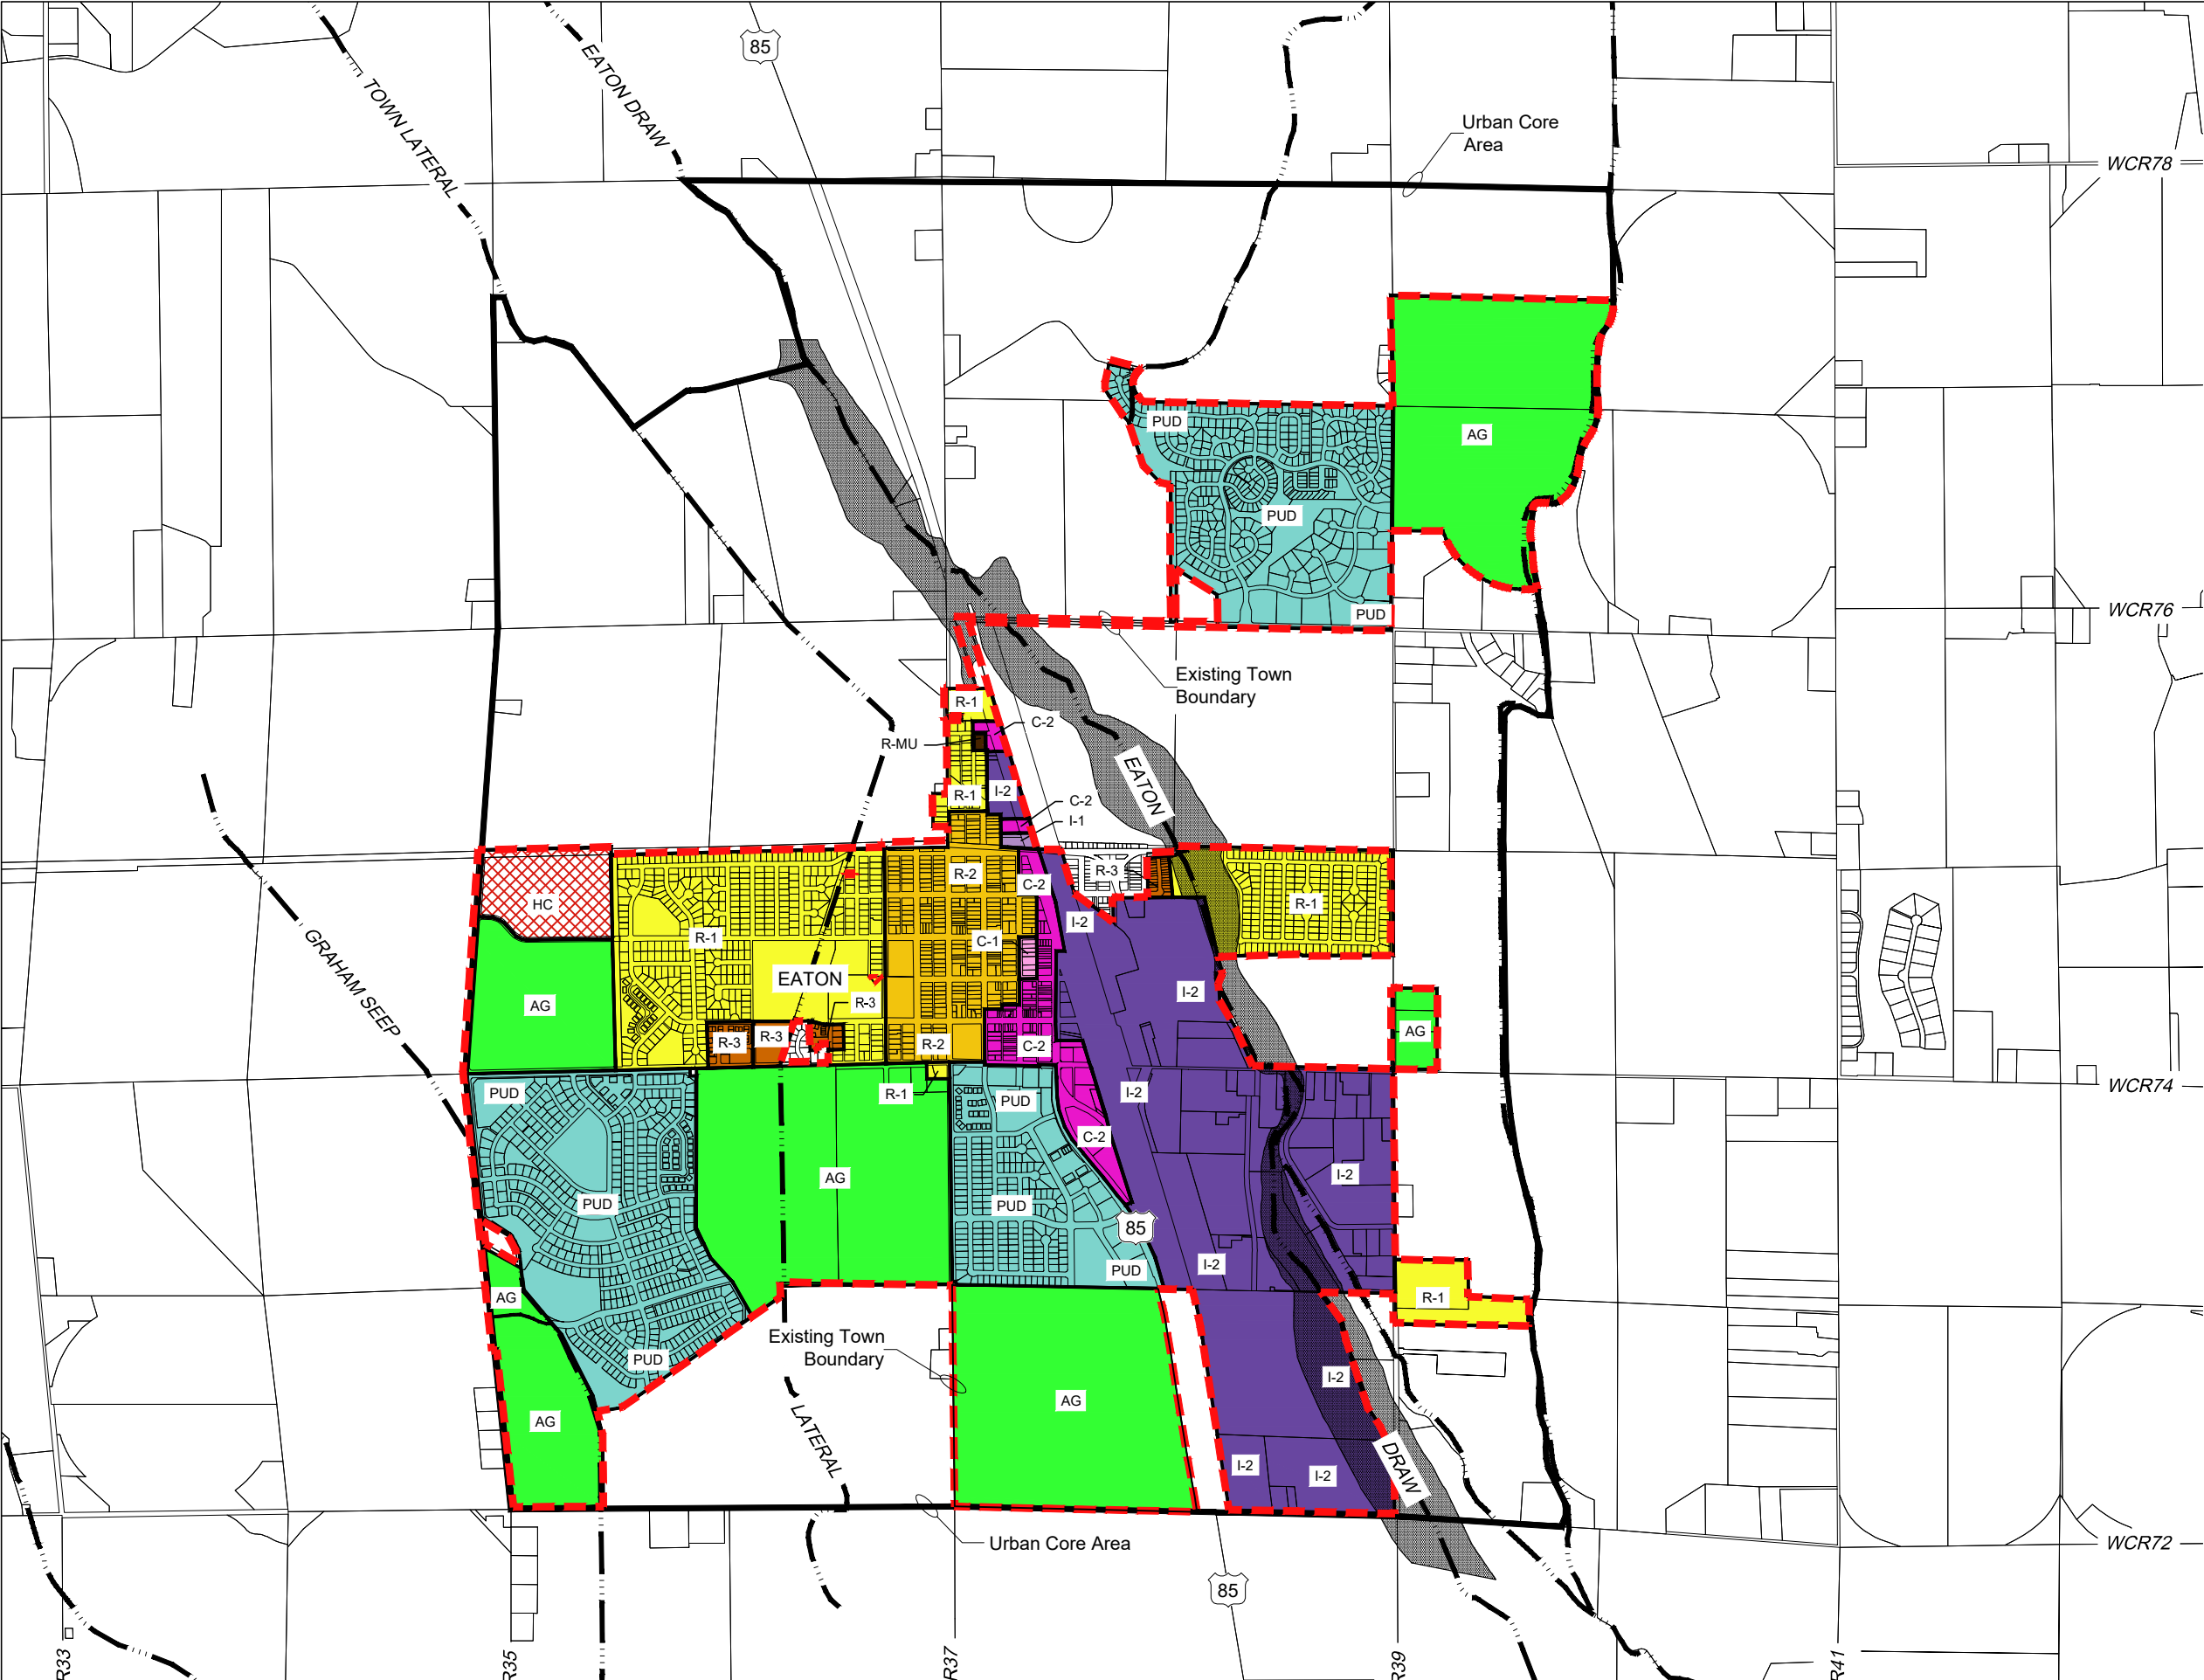 85
EATON DRAW
TOWN LATERAL
Urban Core
Area
WCR78
PUD
AG
PUD
PUD
WCR76
Existing Town
Boundary
R-1
C-2
R-MU
EATON
R-1
I-2
C-2
I-1
R-2
R-3
C-2
HC
R-1
R-1
I-2
GRAHAM SEEP
C-1
EATON
I-2
AG
R-3
AG
R-3
R-3
R-2
C-2
WCR74
PUD
R-1
PUD
I-2
C-2
AG
I-2
PUD
PUD
85
I-2
PUD
AG
R-1
Existing Town
Boundary
PUD
I-2
AG
AG
LATERAL
DRAW
I-2
I-2
Urban Core Area
WCR72
85
R33
R35
R37
R39
R41